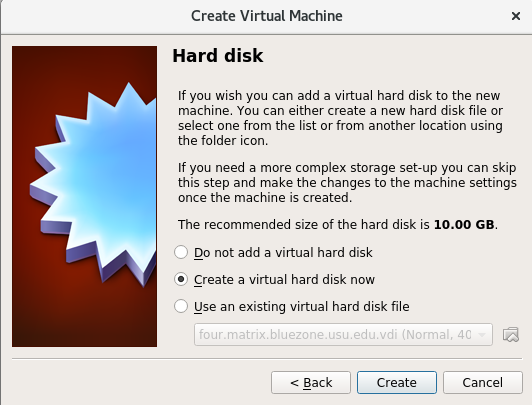 Create Virtual Machine
Hard disk
If you wish you can add a virtual hard disk to the new
machine. You can either create a new hard disk file or
select one from the list or from another location using
the folder icon.
If you need a more complex storage set-up you can skip
this step and make the changes to the machine settings
once the machine is created.
The recommended size of the hard disk is 10.00 GB.
Do not add a virtual hard disk
Create a virtual hard disk now
Use an existing virtual hard disk file
four.matrix.bluezone.usu.edu.vdi (Normal, 40
< Back
Create
Cancel